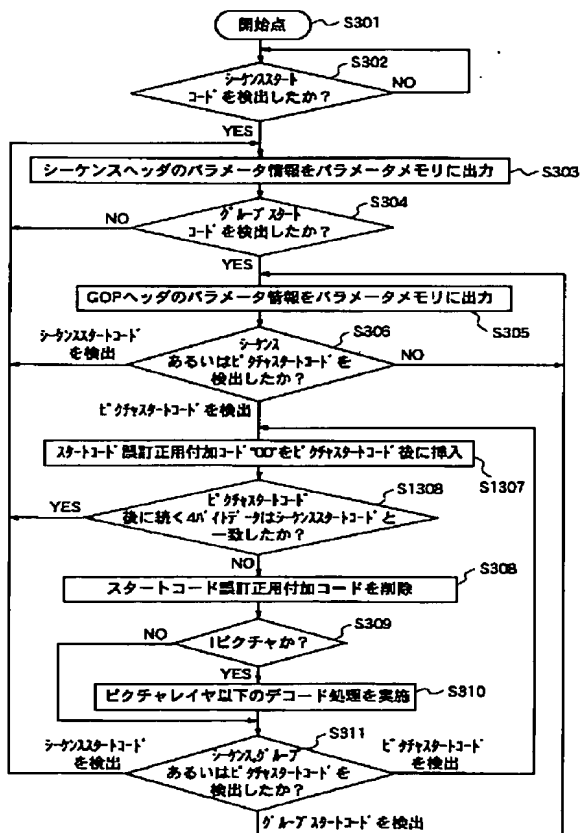 開始点
S301
S302
シーケンススタート
コードを検出したか?
NO
YES
シーケンスヘッダのパラメータ情報をパラメータメモリに出力
S303
S304
NO
グループスタート
コードを検出したか?
YES
GOPヘッダのパラメータ情報をパラメータメモリに出力
S305
シーケンススタートコード
を検出
S306
シーケンス
あるいはピクチャスタートコードを
検出したか?
NO
ピクチャスタートコードを検出
スタートコード誤訂正用付加コード"00"をピクチャスタートコード後に挿入
S1307
S1308
YES
ピクチャスタートコード
後に続く4バイトデータはシーケンススタートコードと
一致したか?
NO
S308
スタートコード誤訂正用付加コードを削除
S309
NO
Iピクチャか?
YES
ピクチャレイヤ以下のデコード処理を実施
S310
シーケンススタートコード
を検出
S311
シーケンス,グループ
あるいはピクチャスタートコードを
検出したか?
ピクチャスタートコード
を検出
グループスタートコードを検出